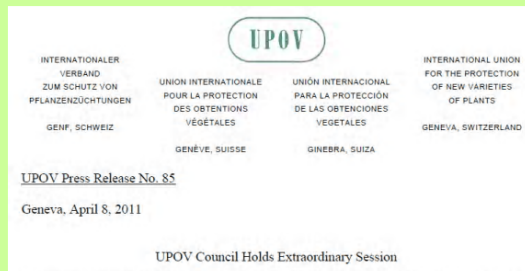 UPOV
INTERNATIONALER
VERBAND
ZUM SCHUTZ VON
PFLANZENZÜCHTUNGEN
GENF, SCHWEIZ
UNION INTERNATIONALE
POUR LA PROTECTION
DES OBTENTIONS
VÉGÉTALES
GENÈVE, SUISSE
UNIÓN INTERNACIONAL
PARA LA PROTECCIÓN
DE LAS OBTENCIONES
VEGETALES
GINEBRA, SUIZA
INTERNATIONAL UNION
FOR THE PROTECTION
OF NEW VARIETIES
OF PLANTS
GENEVA, SWITZERLAND
UPOV Press Release No. 85
Geneva, April 8, 2011
UPOV Council Holds Extraordinary Session